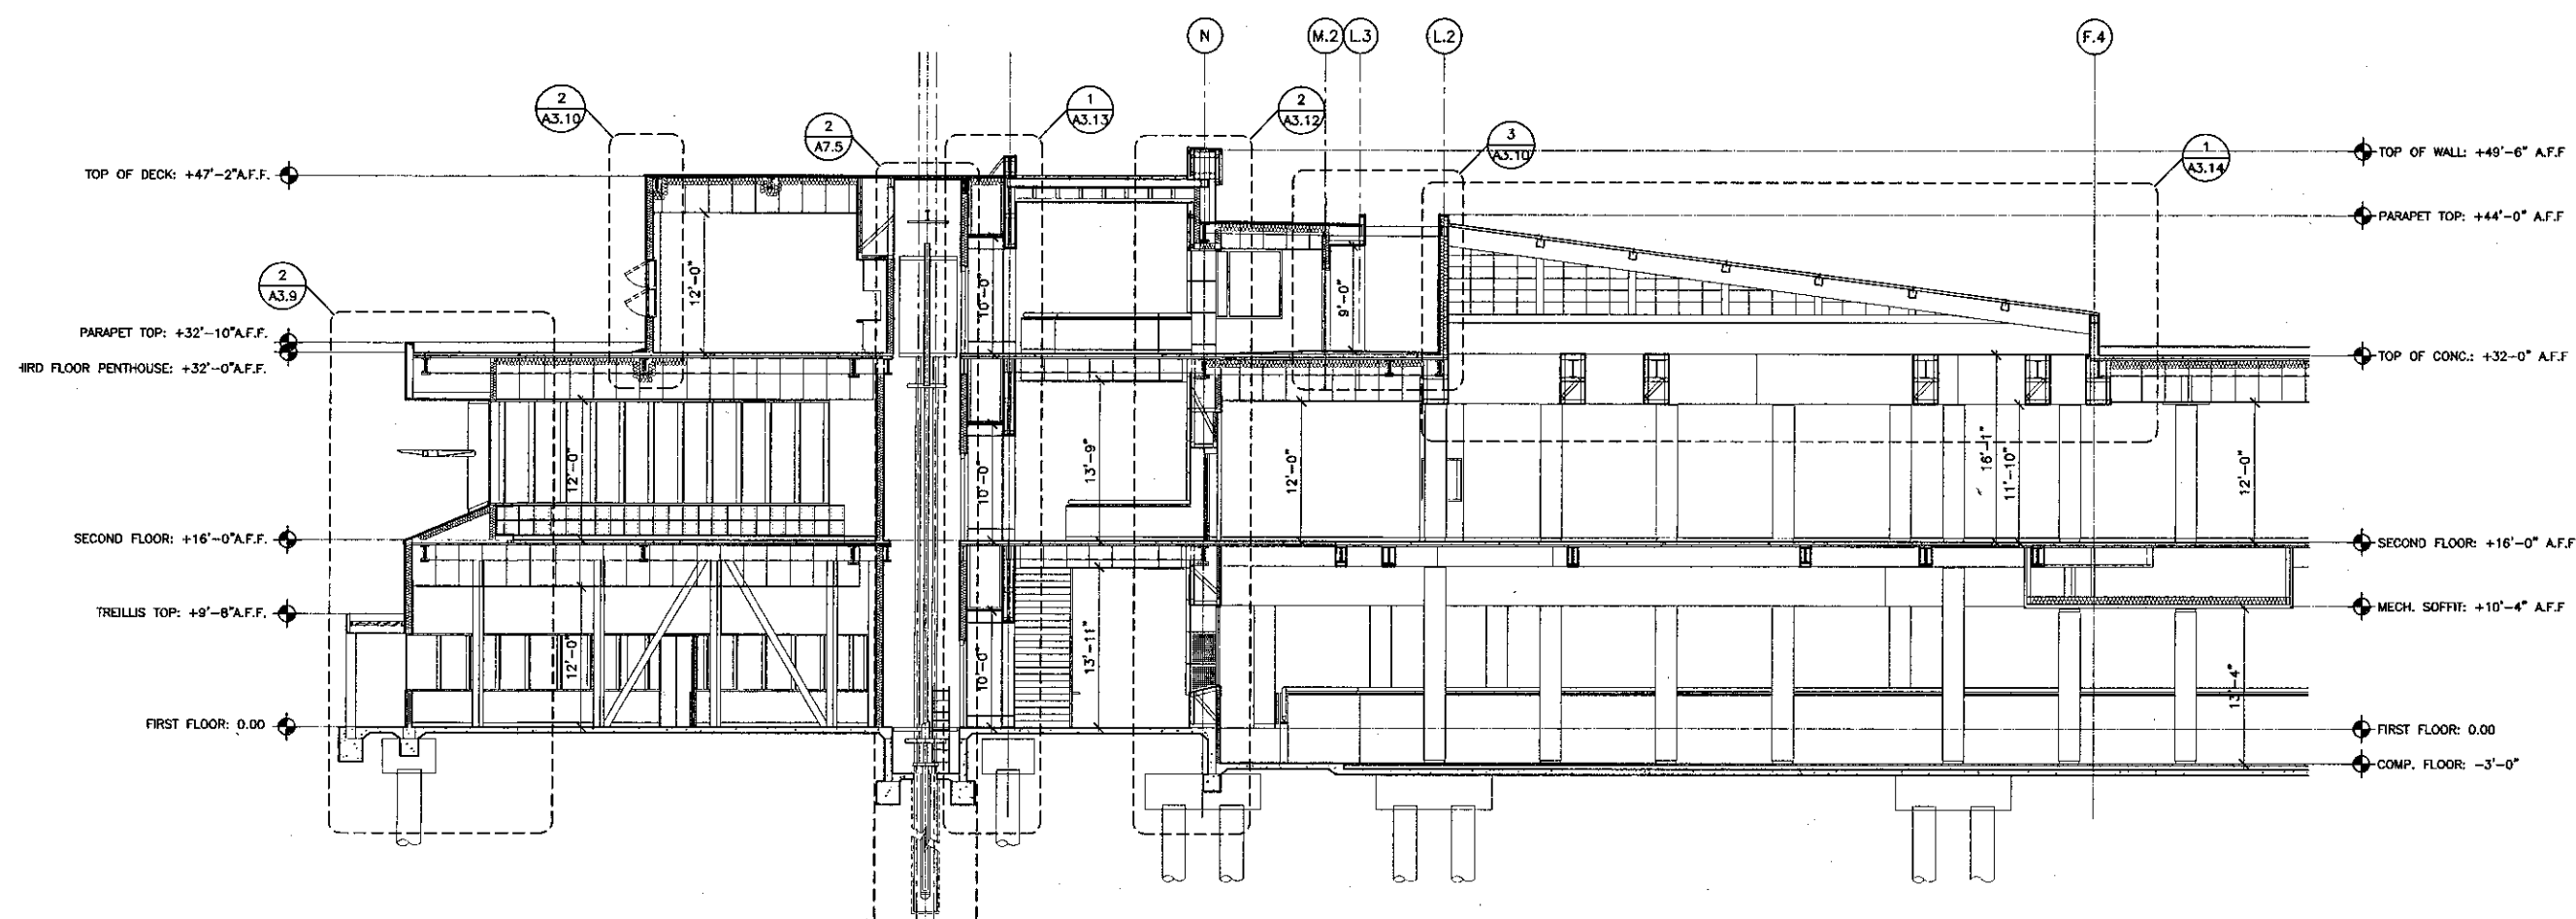 N
M.2
L.3
L.2
F.4
2
A3.10
2
A7.5
1
A3.13
2
A3.12
3
A3.10
1
A3.14
2
A3.9
TOP OF DECK: +47'-2"A.F.F.
PARAPET TOP: +32'-10"A.F.F.
HIRD FLOOR PENTHOUSE: +32'-0"A.F.F.
SECOND FLOOR: +16'-0"A.F.F.
TREILLIS TOP: +9'-8"A.F.F.
FIRST FLOOR: 0.00
12'-0"
10'-0"
9'-0"
12'-0"
10'-0"
13'-9"
12'-0"
16'-1"
11'-10"
12'-0"
12'-0"
10'-0"
13'-11"
13'-4"
TOP OF WALL: +49'-6" A.F.F
PARAPET TOP: +44'-0" A.F.F
TOP OF CONC.: +32-0" A.F.F
SECOND FLOOR: +16'-0" A.F.F
MECH. SOFFIT: +10'-4" A.F.F
FIRST FLOOR: 0.00
COMP. FLOOR: -3'-0"